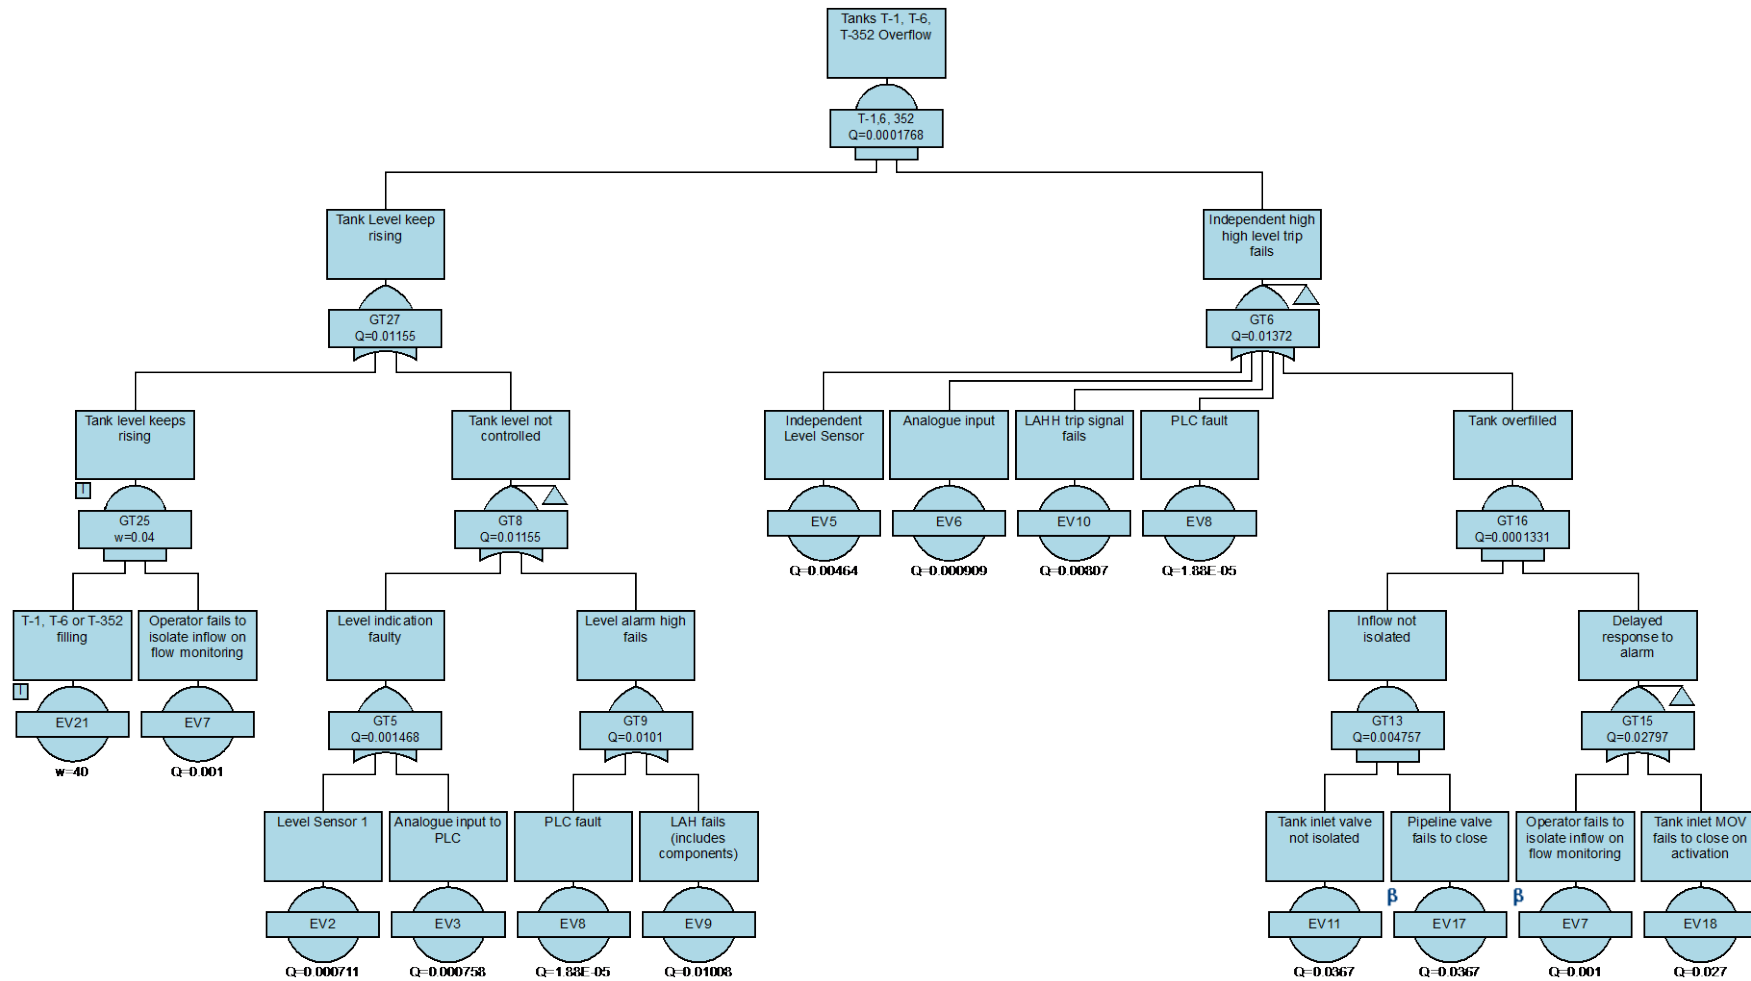 Tanks T-1, T-6,
T-352 Overflow
T-1,6, 352
Q=0.0001768
Tank Level keep
rising
Independent high
high level trip
fails
GT27
Q=0.01155
GT6
Q=0.01372
Tank level keeps
rising
Tank level not
controlled
Independent
Level Sensor
Analogue input
LAHH trip signal
fails
PLC fault
Tank overfilled
T
GT25
w=0.04
GT8
Q=0.01155
EV5
Q=0.00464
EV6
Q=0.000909
EV10
Q=0.00807
EV8
Q=1.88E-05
GT16
Q=0.0001331
T-1, T-6 or T-352
filling
Operator fails to
isolate inflow on
flow monitoring
Level indication
faulty
Level alarm high
fails
Inflow not
isolated
Delayed
response to
alarm
I
EV21
w=40
EV7
Q=0.001
GT5
Q=0.001468
GT9
Q=0.0101
GT13
Q=0.004757
GT15
Q=0.02797
Level Sensor 1
Analogue input to
PLC
PLC fault
LAH fails
(includes
components)
Tank inlet valve
not isolated
Pipeline valve
fails to close
Operator fails to
isolate inflow on
flow monitoring
Tank inlet MOV
fails to close on
activation
EV2
Q=0.000711
EV3
Q=0.000758
EV8
Q=1.88E-05
EV9
Q=0.01008
EV11
Q=0.0367
β
EV17
Q=0.0367
β
EV7
Q=0.001
EV18
Q=0.027